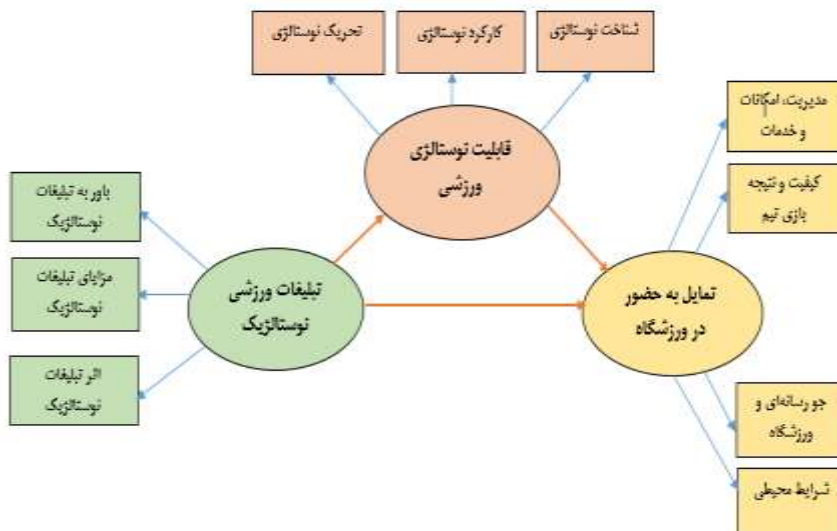 شناخت نوستالژی
کارکرد نوستالژی
تحریک نوستالژی
قابلیت نوستالژی
ورزشی
مدیریت، امکانات
و خدمات
کیفیت و نتیجه
بازی تیم
تمایل به حضور
در ورزشگاه
جو رسانه‌ای و
ورزشگاه
شرایط محیطی
تبلیغات ورزشی
نوستالژیک
باور به تبلیغات
نوستالژیک
مزایای تبلیغات
نوستالژیک
اثر تبلیغات
نوستالژیک